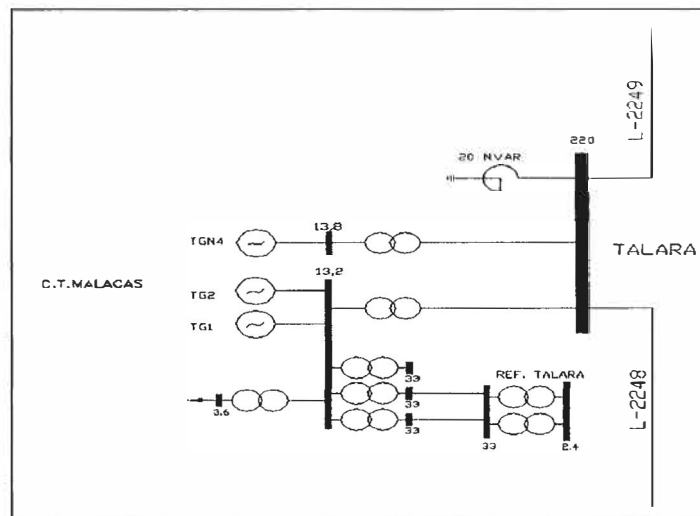 L-2249
220
20 NVAR
13,8
TGN4
TALARA
13,2
C.T.MALACAS
TG2
TG1
33
REF. TALARA
3.6
33
33
33
2.4
L-2248